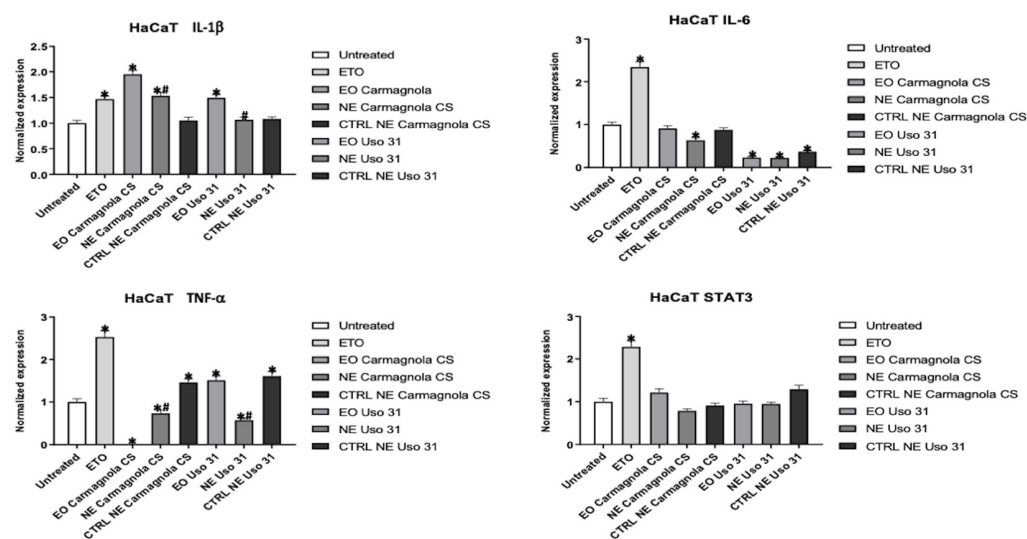 HaCaT IL-1β
Normalized expression
2.5
2.0
1.5
1.0
0.5
0.0
* * *# * #
Untreated
ETO
EO Carmagnola CS
NE Carmagnola CS
CTRL NE Carmagnola CS
EO Uso 31
NE Uso 31
CTRL NE Uso 31
Untreated
ETO
EO Carmagnola
NE Carmagnola CS
CTRL NE Carmagnola CS
EO Uso 31
NE Uso 31
CTRL NE Uso 31
HaCaT IL-6
Normalized expression
3
2
1
0
* * * * *
Untreated
ETO
EO Carmagnola CS
NE Carmagnola CS
CTRL NE Carmagnola CS
EO Uso 31
NE Uso 31
CTRL NE Uso 31
Untreated
ETO
EO Carmagnola CS
NE Carmagnola CS
CTRL NE Carmagnola CS
EO Uso 31
NE Uso 31
CTRL NE Uso 31
HaCaT TNF-α
Normalized expression
3
2
1
0
* * *# * * *# *
Untreated
ETO
EO Carmagnola CS
NE Carmagnola CS
CTRL NE Carmagnola CS
EO Uso 31
NE Uso 31
CTRL NE Uso 31
Untreated
ETO
EO Carmagnola CS
NE Carmagnola CS
CTRL NE Carmagnola CS
EO Uso 31
NE Uso 31
CTRL NE Uso 31
HaCaT STAT3
Normalized expression
3
2
1
0
*
Untreated
ETO
EO Carmagnola CS
NE Carmagnola CS
CTRL NE Carmagnola CS
EO Uso 31
NE Uso 31
CTRL NE Uso 31
Untreated
ETO
EO Carmagnola CS
NE Carmagnola CS
CTRL NE Carmagnola CS
EO Uso 31
NE Uso 31
CTRL NE Uso 31